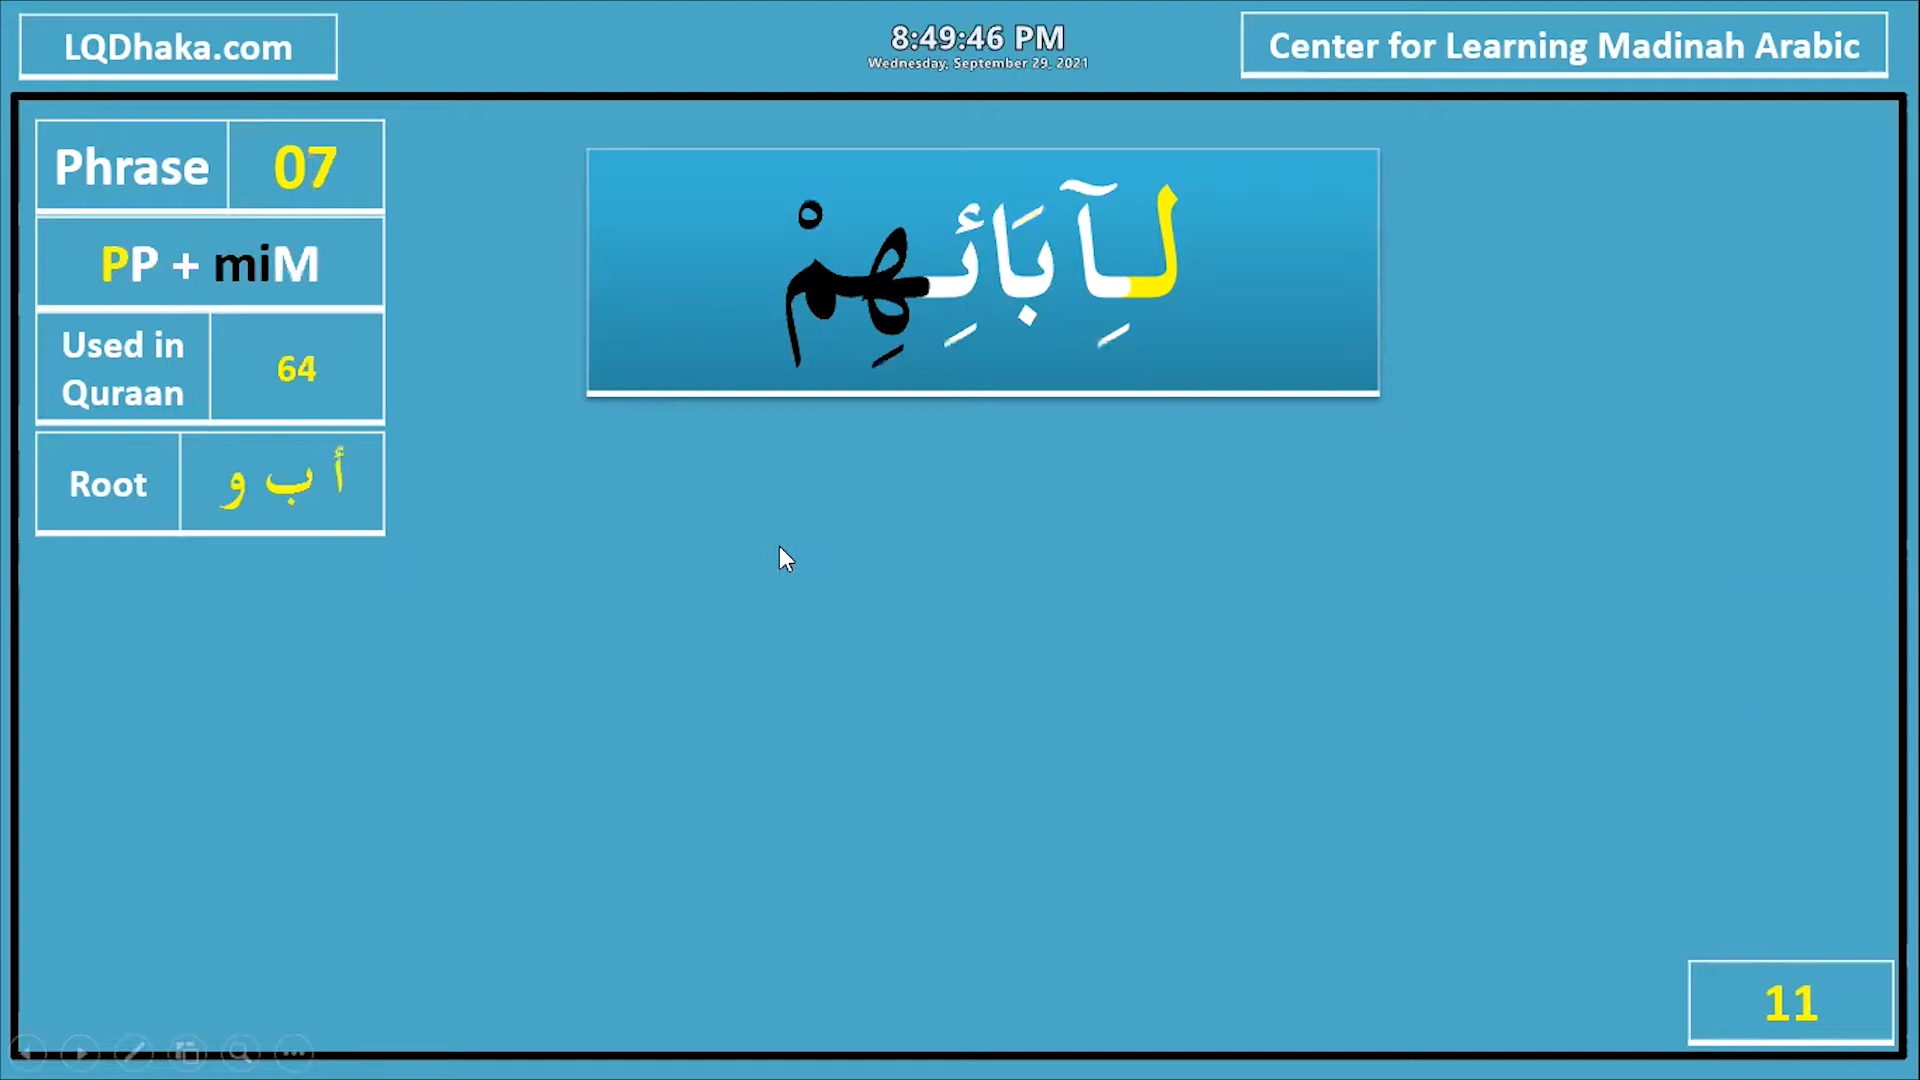 LQDhaka.com
8:49:46 PM
Wednesday, September 29, 2021
Center for Learning Madinah Arabic
Phrase 07
لِآبَائِهِمْ
PP + miM
Used in
Quraan
64
Root أ ب و
11